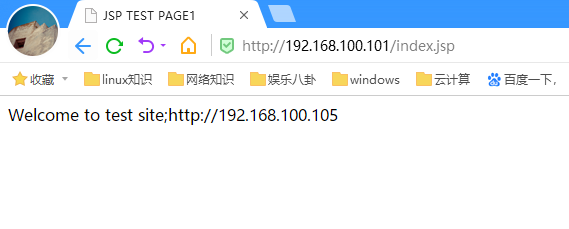 JSP TEST PAGE1
http://192.168.100.101/index.jsp
收藏 linux知识 网络知识 娱乐八卦 windows 云计算 百度一下,
Welcome to test site;http://192.168.100.105